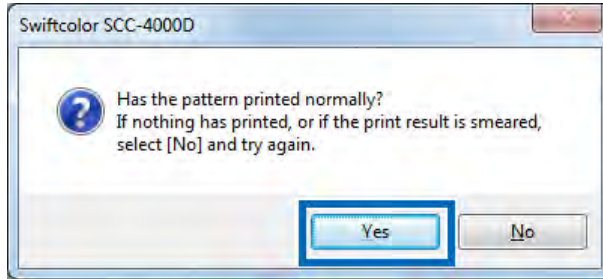 Swiftcolor SCC-4000D
Has the pattern printed normally?
If nothing has printed, or if the print result is smeared,
select [No] and try again.
Yes No